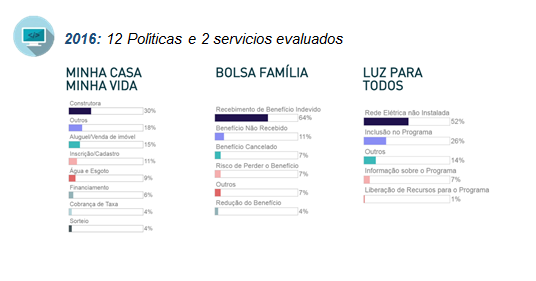 </>
2016: 12 Políticas e 2 servicios evaluados
MINHA CASA
MINHA VIDA
Construtora
30%
Outros
18%
Aluguel/Venda de imóvel
15%
Inscrição/Cadastro
11%
Água e Esgoto
9%
Financiamento
6%
Cobrança de Taxa
4%
Sorteio
4%
BOLSA FAMÍLIA
Recebimento de Benefício Indevido
64%
Benefício Não Recebido
11%
Benefício Cancelado
7%
Risco de Perder o Benefício
7%
Outros
7%
Redução do Benefício
4%
LUZ PARA
TODOS
Rede Elétrica não Instalada
52%
Inclusão no Programa
26%
Outros
14%
Informação sobre o Programa
7%
Liberação de Recursos para o Programa
1%